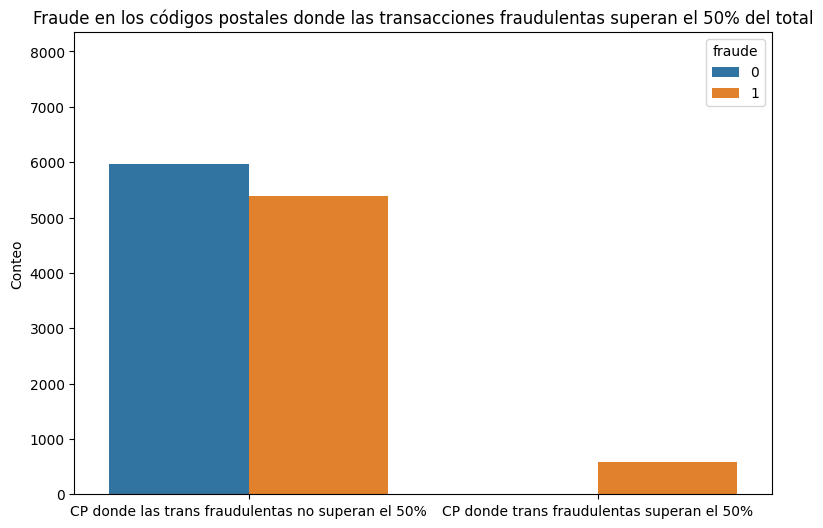 Fraude en los códigos postales donde las transacciones fraudulentas superan el 50% del total
fraude
0
1
8000
7000
6000
5000
4000
3000
2000
1000
0
Conteo
CP donde las trans fraudulentas no superan el 50%
CP donde trans fraudulentas superan el 50%